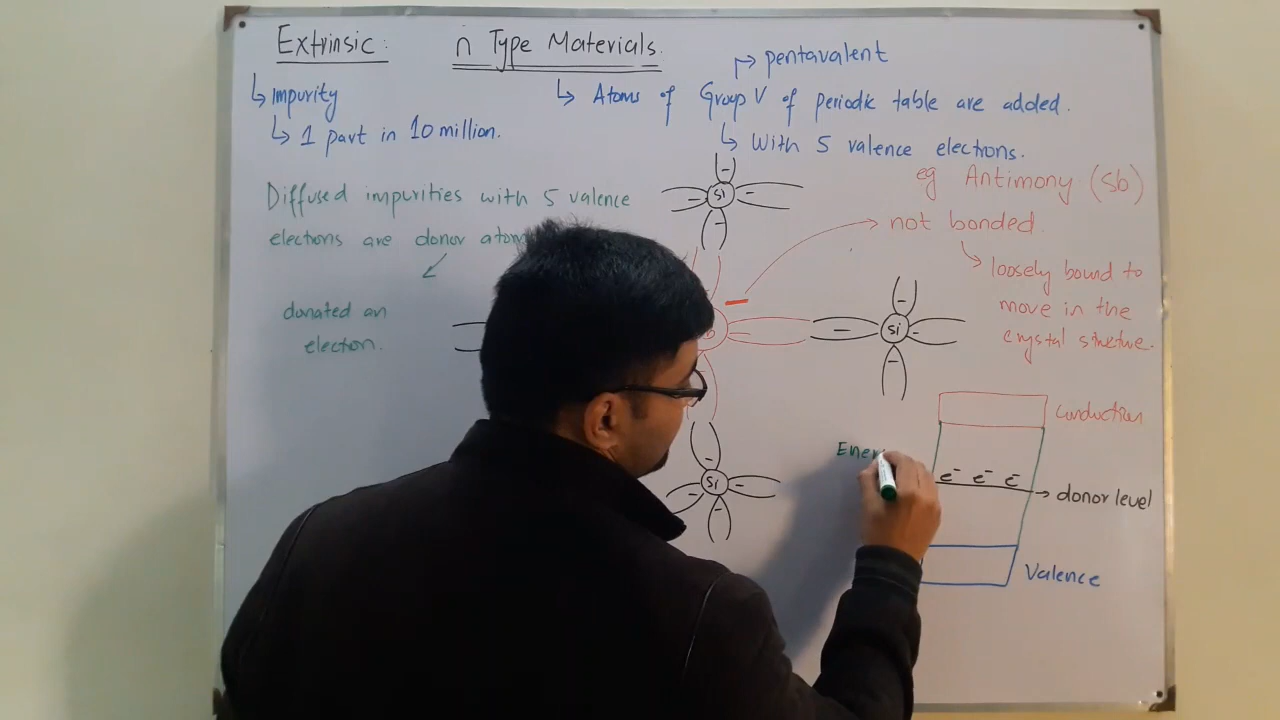 Extrinsic: n Type Materials.
↳ Impurity
↳ 1 part in 10 million.
↳ pentavalent
↳ Atoms of Group V of periodic table are added.
↳ With 5 valence electrons.
eg Antimony (Sb)
Diffused impurities with 5 valence
electrons are donor atom
donated an
electron.
→ not bonded.
↳ loosely bound to
move in the
crystal structure.
Si
Si
Si
Conduction
Ener
e⁻ e⁻ e⁻
→ donor level
Valence